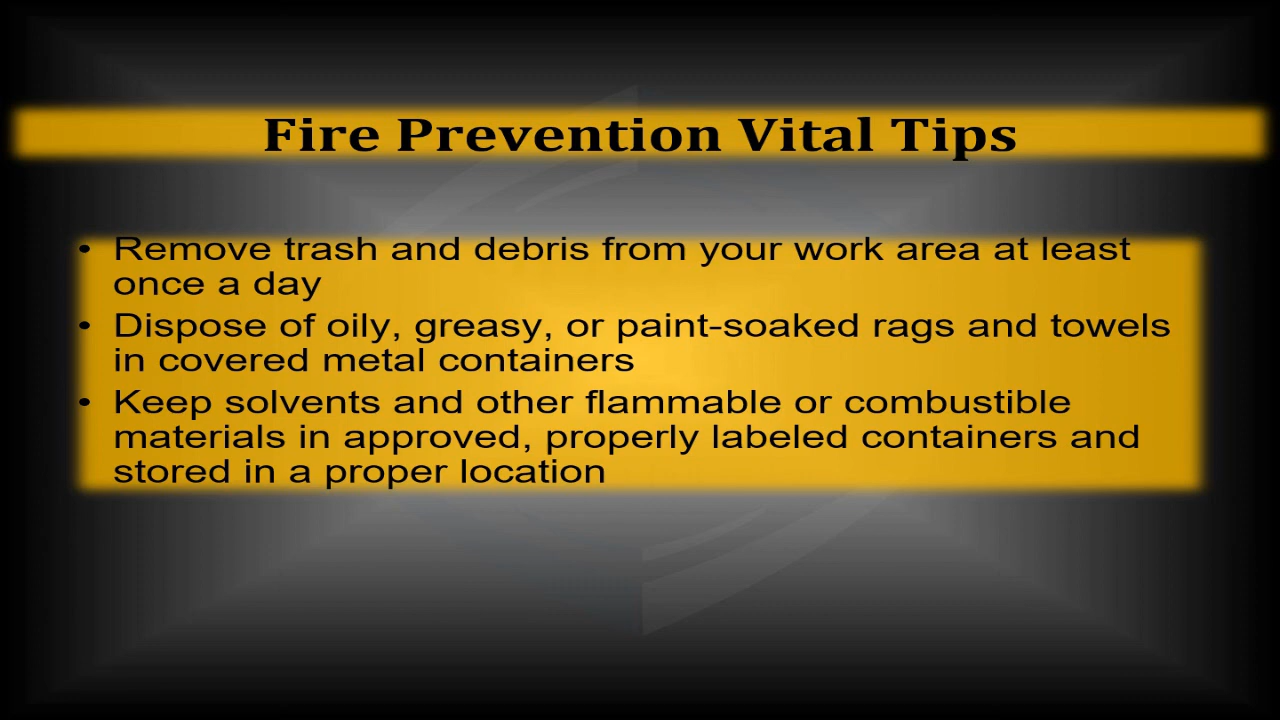 Fire Prevention Vital Tips
• Remove trash and debris from your work area at least
once a day
• Dispose of oily, greasy, or paint-soaked rags and towels
in covered metal containers
• Keep solvents and other flammable or combustible
materials in approved, properly labeled containers and
stored in a proper location